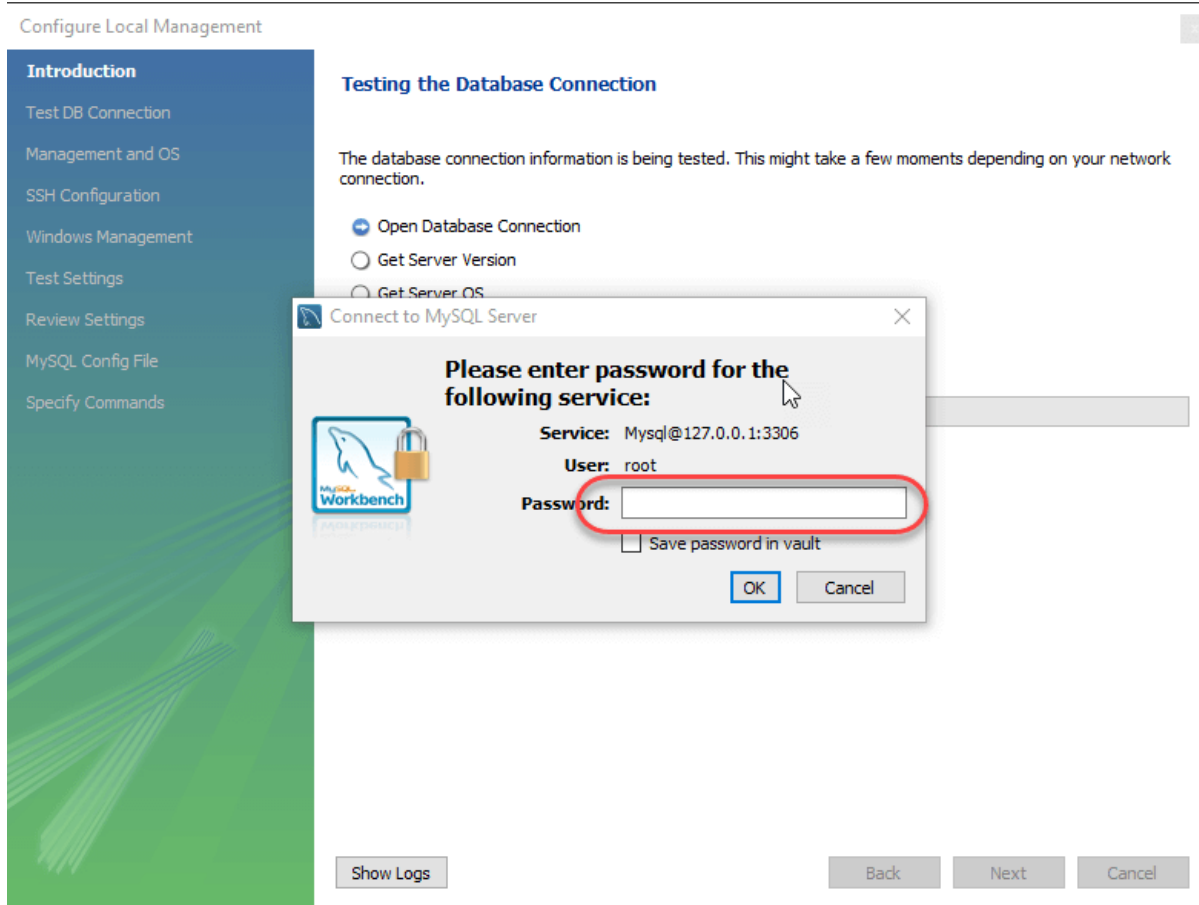 Configure Local Management
Introduction
Test DB Connection
Management and OS
SSH Configuration
Windows Management
Test Settings
Review Settings
MySQL Config File
Specify Commands
Testing the Database Connection
The database connection information is being tested. This might take a few moments depending on your network
connection.
Open Database Connection
Get Server Version
Get Server OS
Connect to MySQL Server
Please enter password for the
following service:
Service: Mysql@127.0.0.1:3306
User: root
Password:
Save password in vault
MySQL
Workbench
OK Cancel
Show Logs
Back Next Cancel